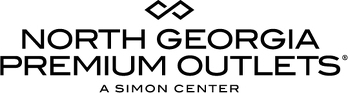 NORTH GEORGIA
PREMIUM OUTLETS®
A SIMON CENTER